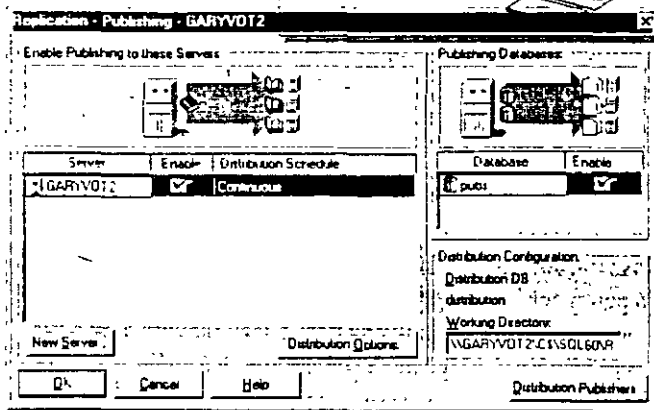 Replication - Publishing - GARYVOT2
Enable Publishing to these Servers
Publishing Databases:
Server Enable Distribution Schedule
GARYVOT2 Continuous
Database Enable
pubs
Distribution Configuration:
Distribution DB
distribution
Working Directory:
\\GARYVOT2\C$\SQL60\R
New Server
Distribution Options
Ok
Cancel
Help
Distribution Publishers